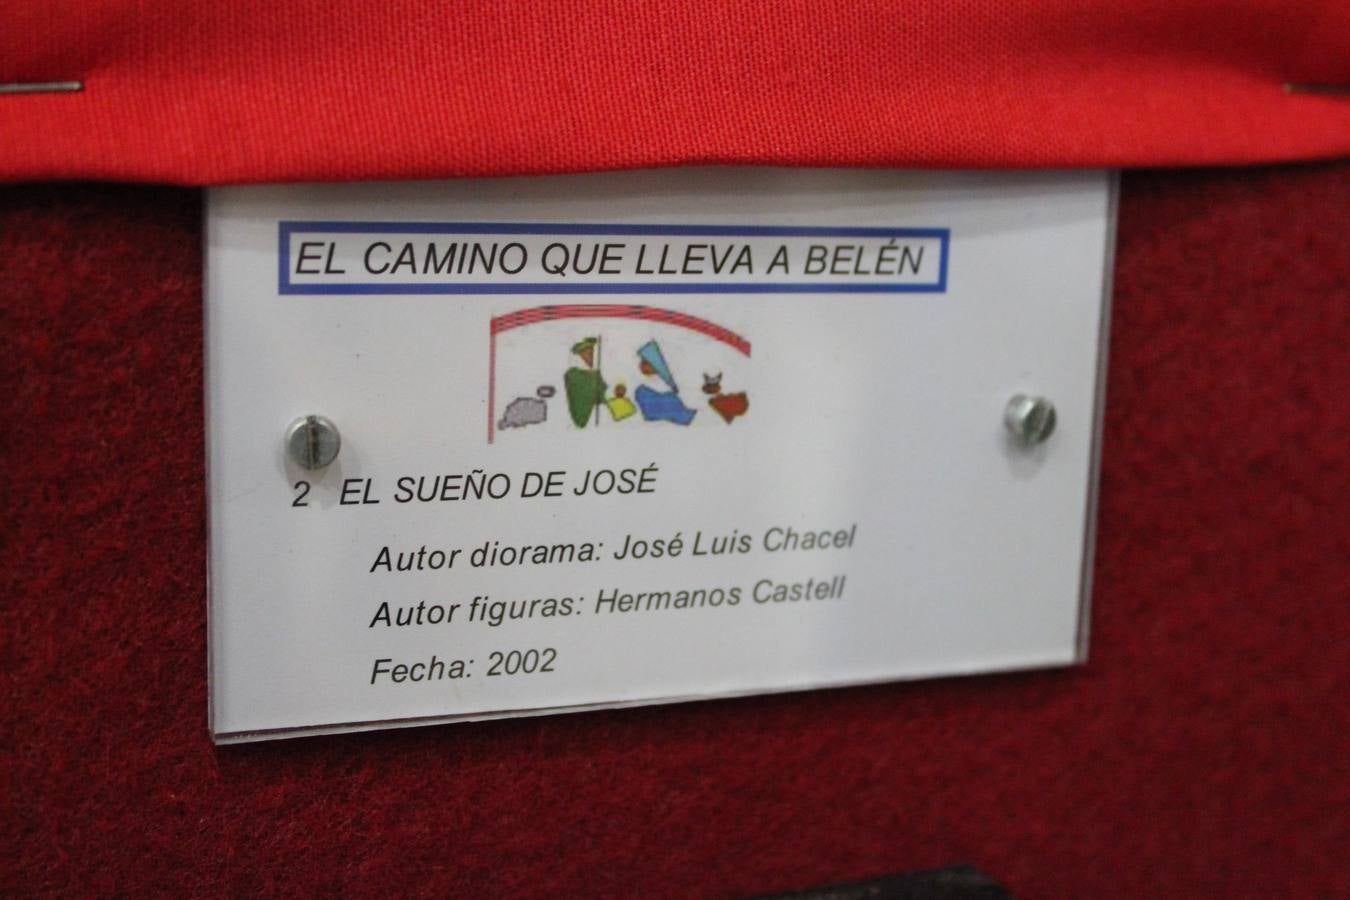 EL CAMINO QUE LLEVA A BELÉN
2 EL SUEÑO DE JOSÉ
Autor diorama: José Luis Chacel
Autor figuras: Hermanos Castell
Fecha: 2002